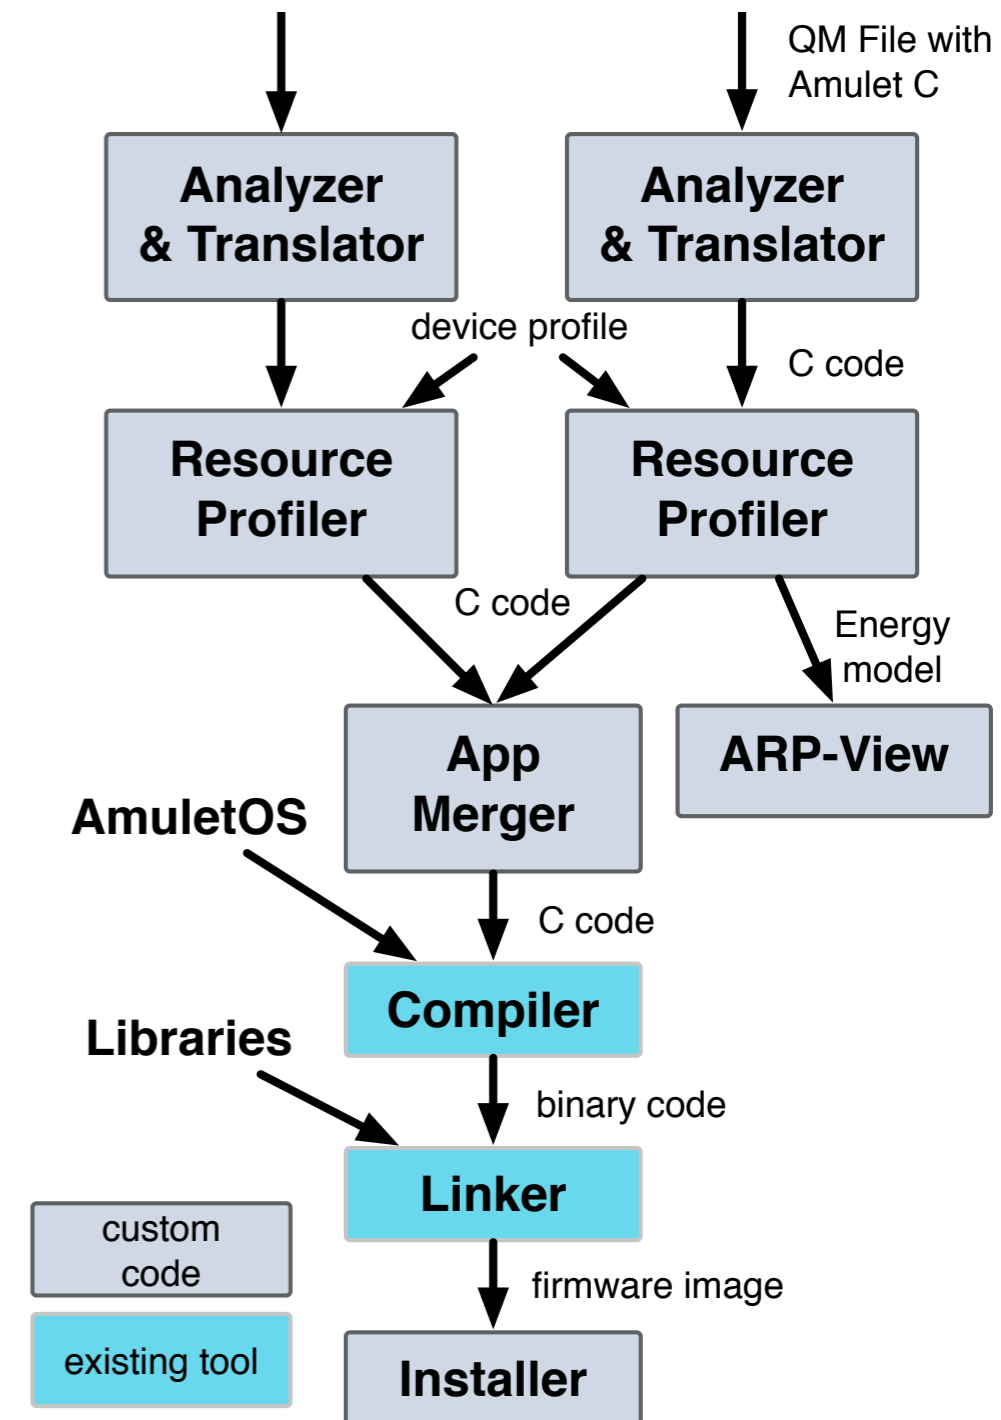 QM File with
Amulet C
Analyzer
& Translator
Analyzer
& Translator
device profile
C code
Resource
Profiler
Resource
Profiler
C code
Energy
model
App
Merger
ARP-View
AmuletOS
C code
Compiler
Libraries
binary code
Linker
custom
code
firmware image
existing tool
Installer